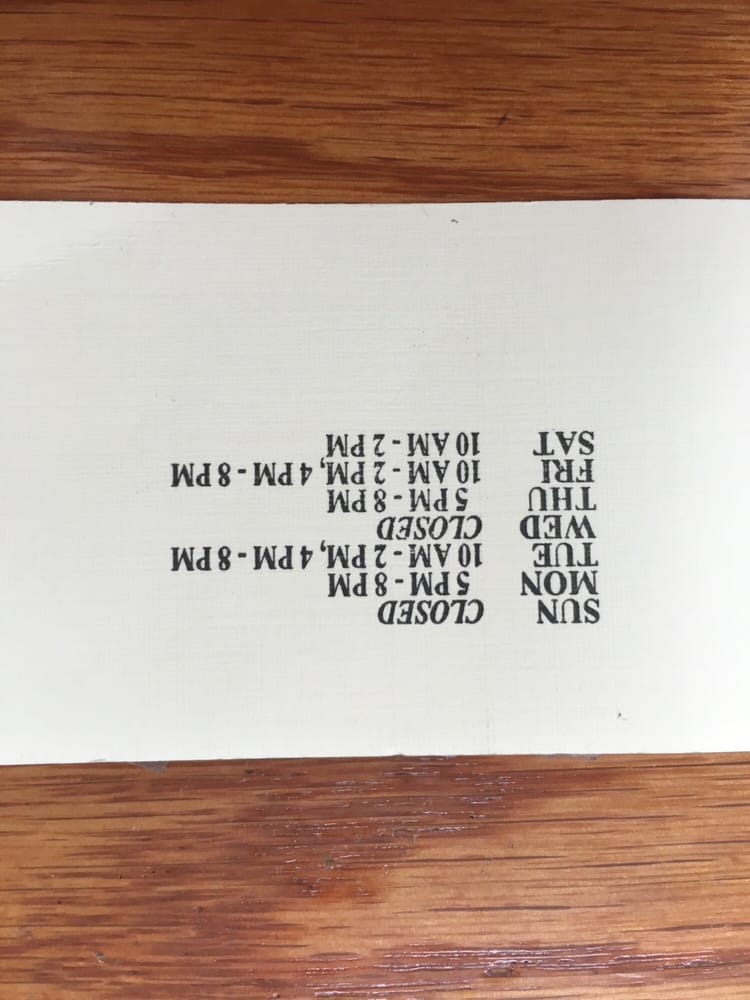 SUN CLOSED
MON 5 PM - 8 PM
TUE 10 AM - 2 PM, 4 PM - 8 PM
WED CLOSED
THU 5 PM - 8 PM
FRI 10 AM - 2 PM, 4 PM - 8 PM
SAT 10 AM - 2 PM